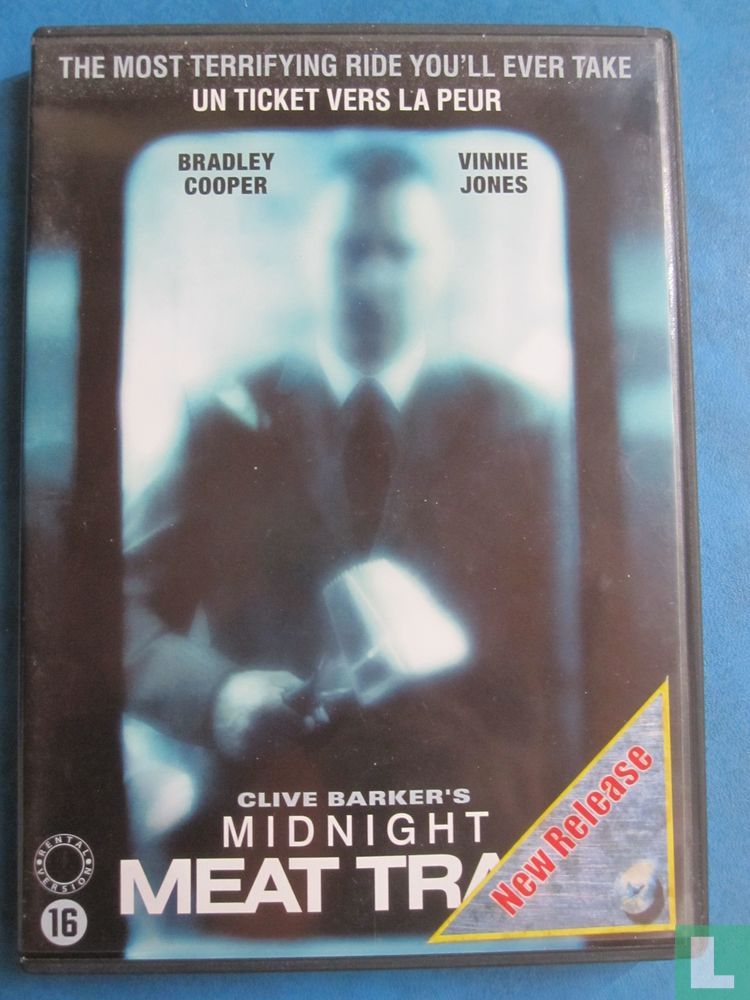 THE MOST TERRIFYING RIDE YOU'LL EVER TAKE
UN TICKET VERS LA PEUR
BRADLEY
COOPER
VINNIE
JONES
CLIVE BARKER'S
MIDNIGHT
MEAT TRA
New Release
RENTAL
VERSION
16
L